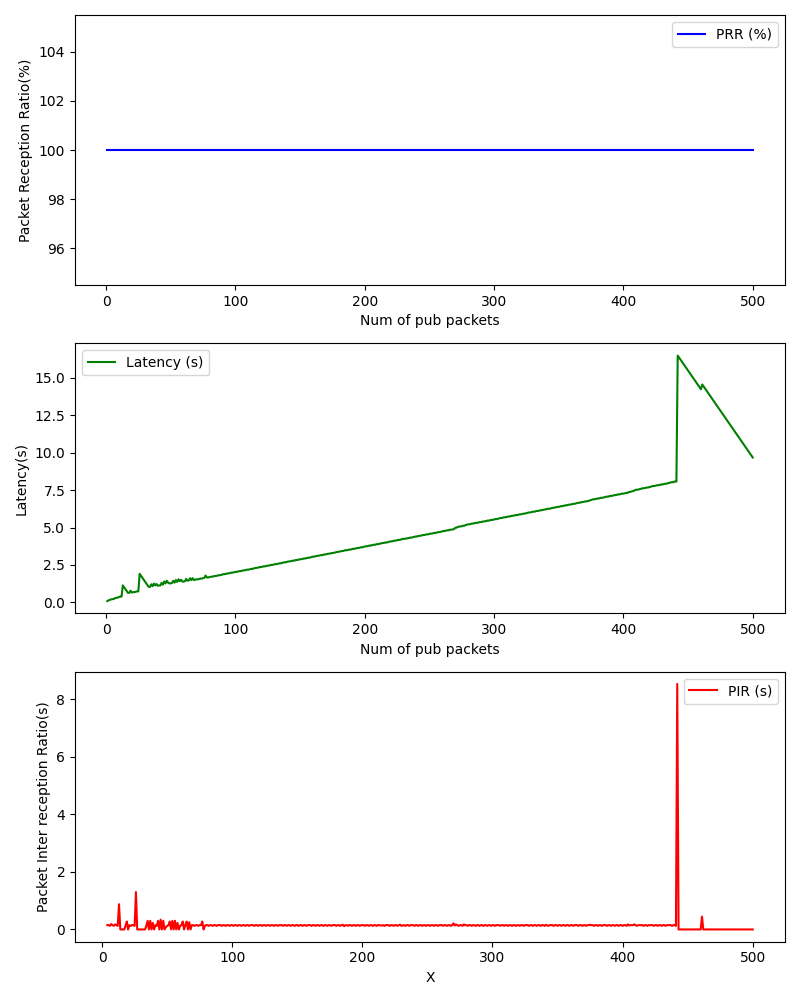 PRR (%)
Packet Reception Ratio(%)
104
102
100
98
96
0 100 200 300 400 500
Num of pub packets
Latency (s)
Latency(s)
15.0
12.5
10.0
7.5
5.0
2.5
0.0
0 100 200 300 400 500
Num of pub packets
PIR (s)
Packet Inter reception Ratio(s)
8
6
4
2
0
0 100 200 300 400 500
X